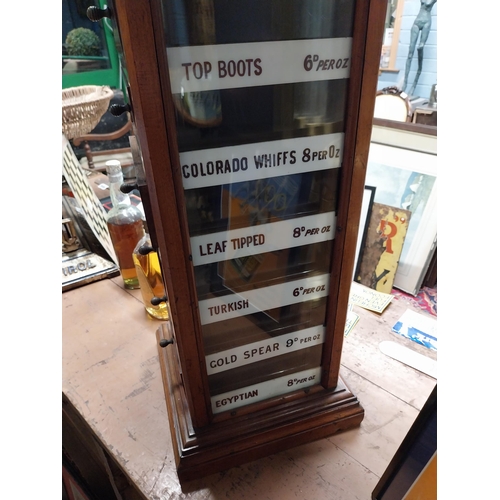 TOP BOOTS 6ᴰ PER OZ
COLORADO WHIFFS 8 PER OZ
LEAF TIPPED 8ᴰ PER OZ
TURKISH 6ᴰ PER OZ
GOLD SPEAR 9ᴰ PER OZ
EGYPTIAN 8ᴰ PER OZ